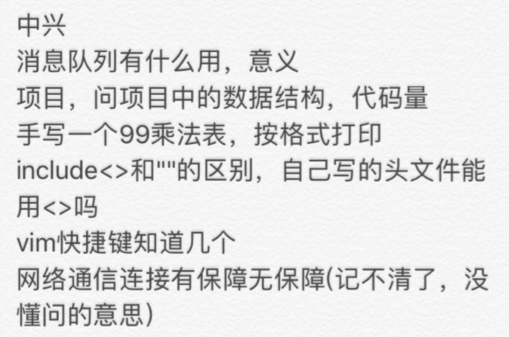 中兴
消息队列有什么用，意义
项目，问项目中的数据结构，代码量
手写一个99乘法表，按格式打印
include<>和""的区别，自己写的头文件能
用<>吗
vim快捷键知道几个
网络通信连接有保障无保障(记不清了，没
懂问的意思)